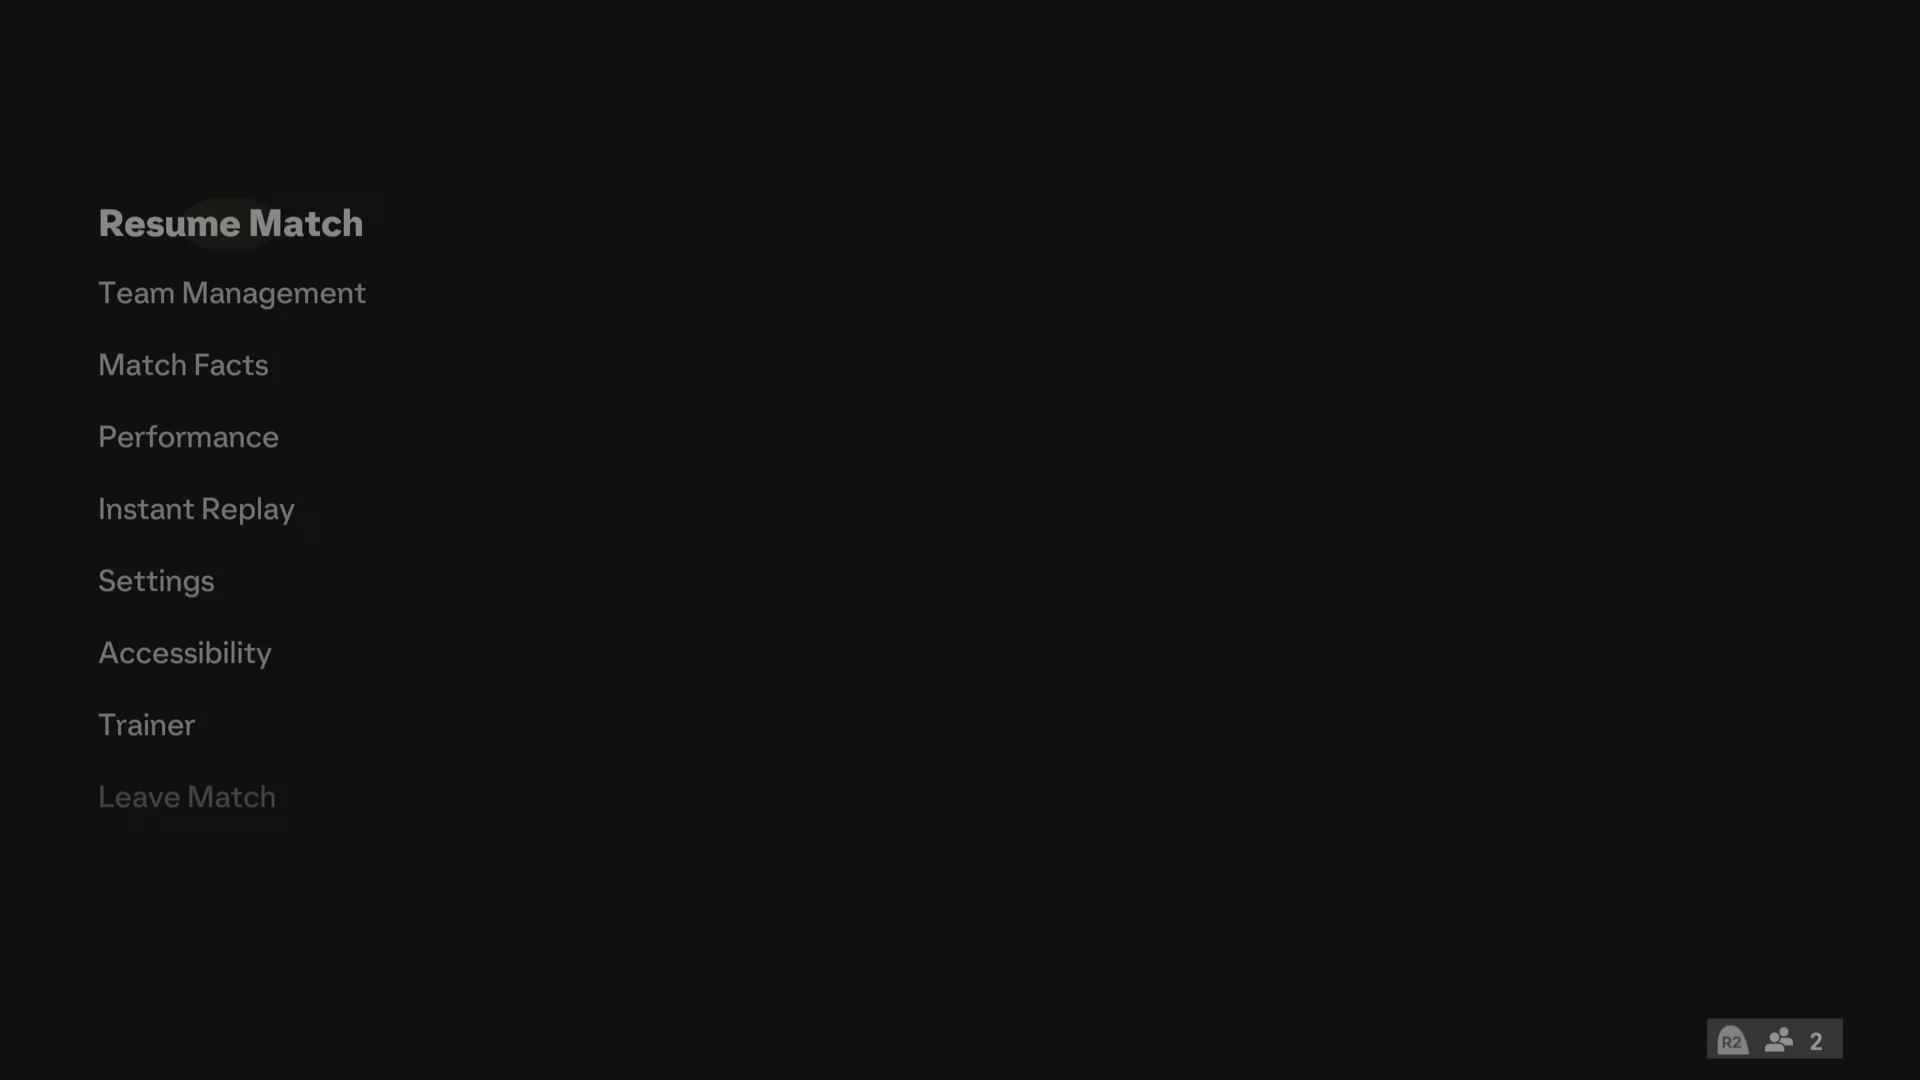 Resume Match
Team Management
Match Facts
Performance
Instant Replay
Settings
Accessibility
Trainer
Leave Match
R2 2